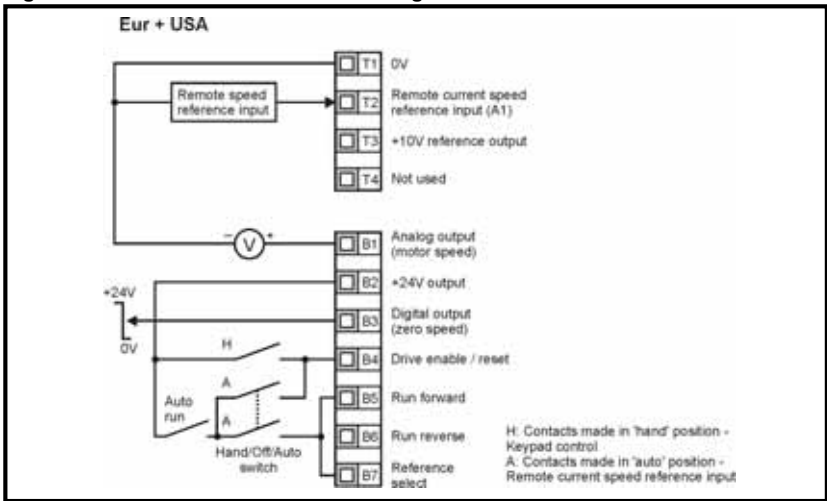 Eur + USA
T1 0V
Remote speed
reference input
T2 Remote current speed
reference input (A1)
T3 +10V reference output
T4 Not used
− V +
B1 Analog output
(motor speed)
B2 +24V output
+24V
0V
B3 Digital output
(zero speed)
H
B4 Drive enable / reset
A
Auto
run
B5 Run forward
A
B6 Run reverse
Hand/Off/Auto
switch
B7 Reference
select
H: Contacts made in 'hand' position -
Keypad control
A: Contacts made in 'auto' position -
Remote current speed reference input